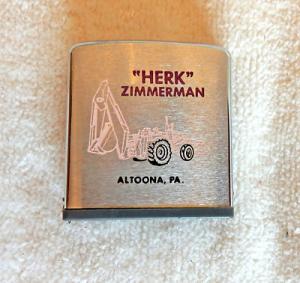 "HERK"
ZIMMERMAN
ALTOONA, PA.